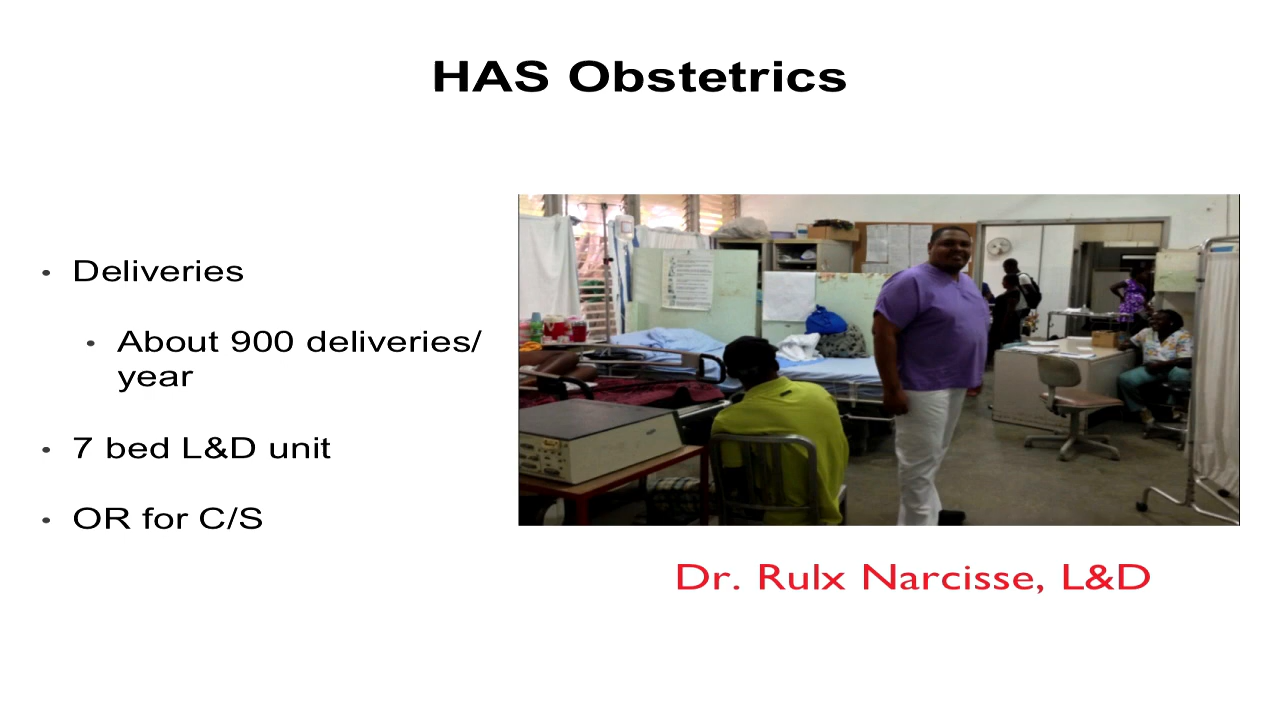 HAS Obstetrics
• Deliveries
• About 900 deliveries/
year
• 7 bed L&D unit
• OR for C/S
Dr. Rulx Narcisse, L&D